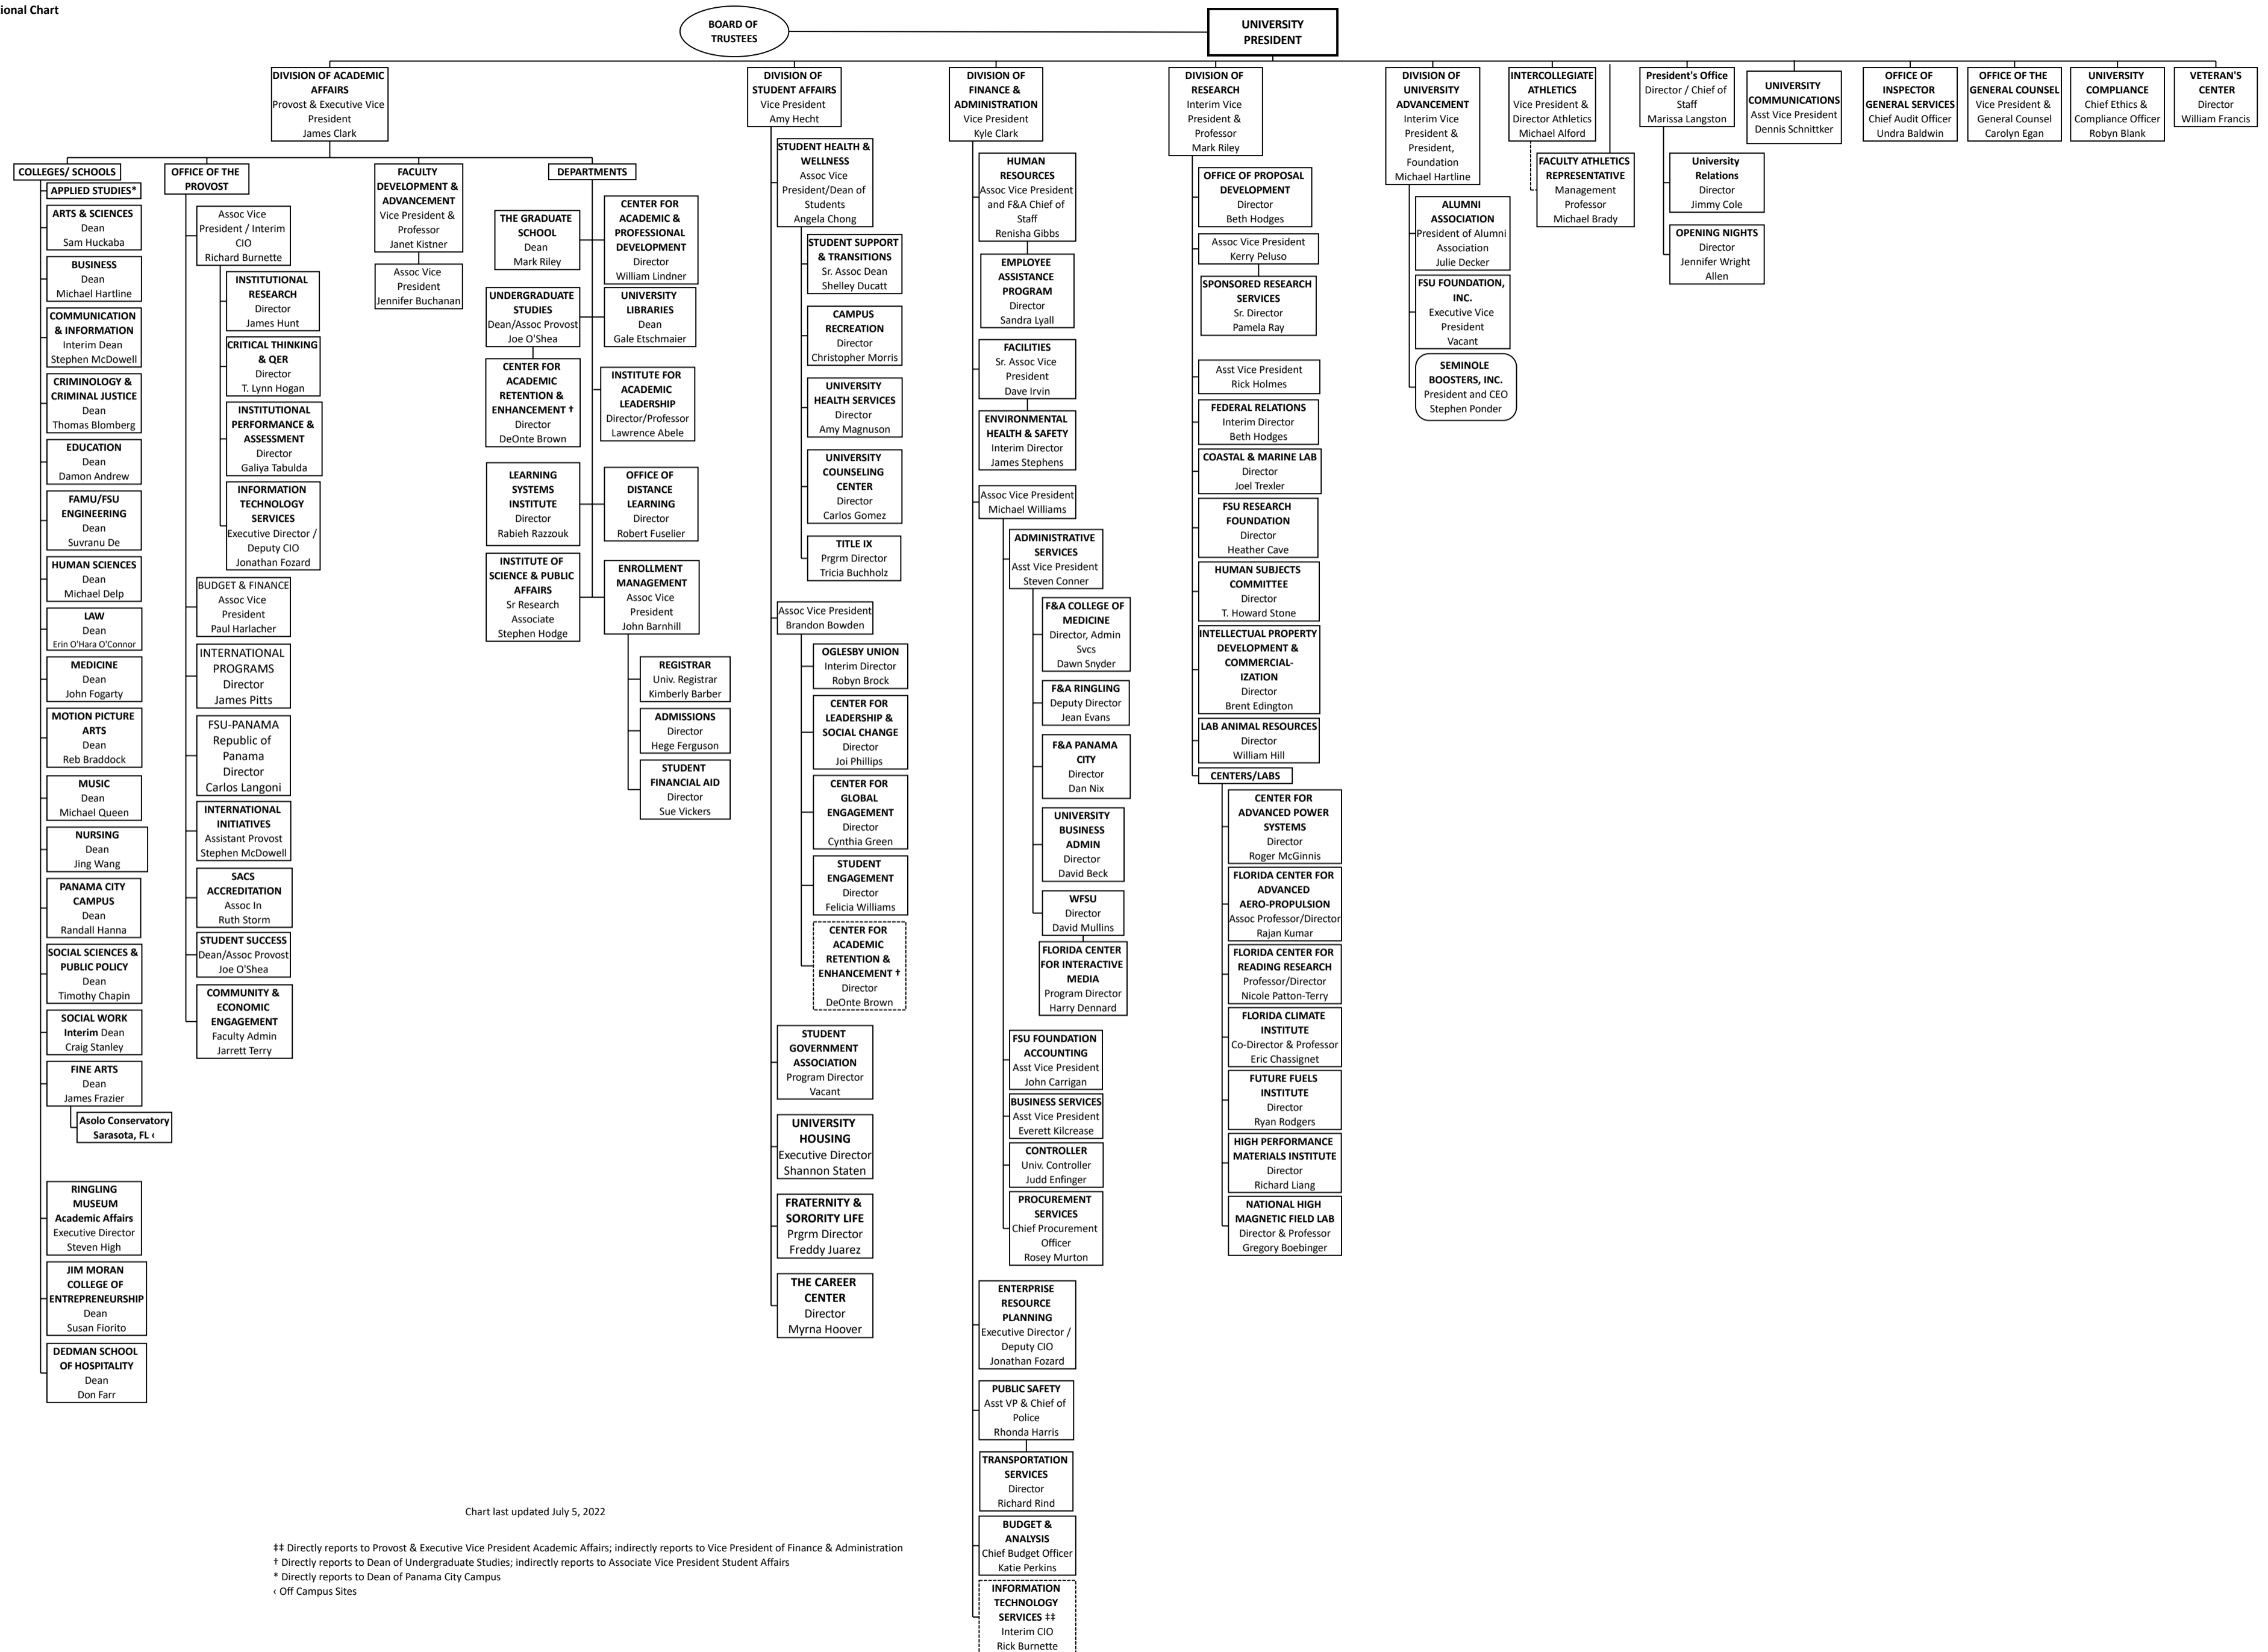 ional Chart
BOARD OF
TRUSTEES
UNIVERSITY
PRESIDENT
DIVISION OF ACADEMIC
AFFAIRS
Provost & Executive Vice
President
James Clark
COLLEGES/ SCHOOLS
APPLIED STUDIES*
ARTS & SCIENCES
Dean
Sam Huckaba
BUSINESS
Dean
Michael Hartline
COMMUNICATION
& INFORMATION
Interim Dean
Stephen McDowell
CRIMINOLOGY &
CRIMINAL JUSTICE
Dean
Thomas Blomberg
EDUCATION
Dean
Damon Andrew
FAMU/FSU
ENGINEERING
Dean
Suvranu De
HUMAN SCIENCES
Dean
Michael Delp
LAW
Dean
Erin O'Hara O'Connor
MEDICINE
Dean
John Fogarty
MOTION PICTURE
ARTS
Dean
Reb Braddock
MUSIC
Dean
Michael Queen
NURSING
Dean
Jing Wang
PANAMA CITY
CAMPUS
Dean
Randall Hanna
SOCIAL SCIENCES &
PUBLIC POLICY
Dean
Timothy Chapin
SOCIAL WORK
Interim Dean
Craig Stanley
FINE ARTS
Dean
James Frazier
Asolo Conservatory
Sarasota, FL ‹
RINGLING
MUSEUM
Academic Affairs
Executive Director
Steven High
JIM MORAN
COLLEGE OF
ENTREPRENEURSHIP
Dean
Susan Fiorito
DEDMAN SCHOOL
OF HOSPITALITY
Dean
Don Farr
OFFICE OF THE
PROVOST
Assoc Vice
President / Interim
CIO
Richard Burnette
INSTITUTIONAL
RESEARCH
Director
James Hunt
CRITICAL THINKING
& QER
Director
T. Lynn Hogan
INSTITUTIONAL
PERFORMANCE &
ASSESSMENT
Director
Galiya Tabulda
INFORMATION
TECHNOLOGY
SERVICES
Executive Director /
Deputy CIO
Jonathan Fozard
BUDGET & FINANCE
Assoc Vice
President
Paul Harlacher
INTERNATIONAL
PROGRAMS
Director
James Pitts
FSU-PANAMA
Republic of
Panama
Director
Carlos Langoni
INTERNATIONAL
INITIATIVES
Assistant Provost
Stephen McDowell
SACS
ACCREDITATION
Assoc In
Ruth Storm
STUDENT SUCCESS
Dean/Assoc Provost
Joe O'Shea
COMMUNITY &
ECONOMIC
ENGAGEMENT
Faculty Admin
Jarrett Terry
FACULTY
DEVELOPMENT &
ADVANCEMENT
Vice President &
Professor
Janet Kistner
Assoc Vice
President
Jennifer Buchanan
DEPARTMENTS
THE GRADUATE
SCHOOL
Dean
Mark Riley
CENTER FOR
ACADEMIC &
PROFESSIONAL
DEVELOPMENT
Director
William Lindner
UNDERGRADUATE
STUDIES
Dean/Assoc Provost
Joe O'Shea
UNIVERSITY
LIBRARIES
Dean
Gale Etschmaier
CENTER FOR
ACADEMIC
RETENTION &
ENHANCEMENT †
Director
DeOnte Brown
INSTITUTE FOR
ACADEMIC
LEADERSHIP
Director/Professor
Lawrence Abele
LEARNING
SYSTEMS
INSTITUTE
Director
Rabieh Razzouk
OFFICE OF
DISTANCE
LEARNING
Director
Robert Fuselier
INSTITUTE OF
SCIENCE & PUBLIC
AFFAIRS
Sr Research
Associate
Stephen Hodge
ENROLLMENT
MANAGEMENT
Assoc Vice
President
John Barnhill
REGISTRAR
Univ. Registrar
Kimberly Barber
ADMISSIONS
Director
Hege Ferguson
STUDENT
FINANCIAL AID
Director
Sue Vickers
DIVISION OF
STUDENT AFFAIRS
Vice President
Amy Hecht
STUDENT HEALTH &
WELLNESS
Assoc Vice
President/Dean of
Students
Angela Chong
STUDENT SUPPORT
& TRANSITIONS
Sr. Assoc Dean
Shelley Ducatt
CAMPUS
RECREATION
Director
Christopher Morris
UNIVERSITY
HEALTH SERVICES
Director
Amy Magnuson
UNIVERSITY
COUNSELING
CENTER
Director
Carlos Gomez
TITLE IX
Prgrm Director
Tricia Buchholz
Assoc Vice President
Brandon Bowden
OGLESBY UNION
Interim Director
Robyn Brock
CENTER FOR
LEADERSHIP &
SOCIAL CHANGE
Director
Joi Phillips
CENTER FOR
GLOBAL
ENGAGEMENT
Director
Cynthia Green
STUDENT
ENGAGEMENT
Director
Felicia Williams
CENTER FOR
ACADEMIC
RETENTION &
ENHANCEMENT †
Director
DeOnte Brown
STUDENT
GOVERNMENT
ASSOCIATION
Program Director
Vacant
UNIVERSITY
HOUSING
Executive Director
Shannon Staten
FRATERNITY &
SORORITY LIFE
Prgrm Director
Freddy Juarez
THE CAREER
CENTER
Director
Myrna Hoover
DIVISION OF
FINANCE &
ADMINISTRATION
Vice President
Kyle Clark
HUMAN
RESOURCES
Assoc Vice President
and F&A Chief of
Staff
Renisha Gibbs
EMPLOYEE
ASSISTANCE
PROGRAM
Director
Sandra Lyall
FACILITIES
Sr. Assoc Vice
President
Dave Irvin
ENVIRONMENTAL
HEALTH & SAFETY
Interim Director
James Stephens
Assoc Vice President
Michael Williams
ADMINISTRATIVE
SERVICES
Asst Vice President
Steven Conner
F&A COLLEGE OF
MEDICINE
Director, Admin
Svcs
Dawn Snyder
F&A RINGLING
Deputy Director
Jean Evans
F&A PANAMA
CITY
Director
Dan Nix
UNIVERSITY
BUSINESS
ADMIN
Director
David Beck
WFSU
Director
David Mullins
FLORIDA CENTER
FOR INTERACTIVE
MEDIA
Program Director
Harry Dennard
FSU FOUNDATION
ACCOUNTING
Asst Vice President
John Carrigan
BUSINESS SERVICES
Asst Vice President
Everett Kilcrease
CONTROLLER
Univ. Controller
Judd Enfinger
PROCUREMENT
SERVICES
Chief Procurement
Officer
Rosey Murton
ENTERPRISE
RESOURCE
PLANNING
Executive Director /
Deputy CIO
Jonathan Fozard
PUBLIC SAFETY
Asst VP & Chief of
Police
Rhonda Harris
TRANSPORTATION
SERVICES
Director
Richard Rind
BUDGET &
ANALYSIS
Chief Budget Officer
Katie Perkins
INFORMATION
TECHNOLOGY
SERVICES ‡‡
Interim CIO
Rick Burnette
DIVISION OF
RESEARCH
Interim Vice
President &
Professor
Mark Riley
OFFICE OF PROPOSAL
DEVELOPMENT
Director
Beth Hodges
Assoc Vice President
Kerry Peluso
SPONSORED RESEARCH
SERVICES
Sr. Director
Pamela Ray
Asst Vice President
Rick Holmes
FEDERAL RELATIONS
Interim Director
Beth Hodges
COASTAL & MARINE LAB
Director
Joel Trexler
FSU RESEARCH
FOUNDATION
Director
Heather Cave
HUMAN SUBJECTS
COMMITTEE
Director
T. Howard Stone
INTELLECTUAL PROPERTY
DEVELOPMENT &
COMMERCIAL-
IZATION
Director
Brent Edington
LAB ANIMAL RESOURCES
Director
William Hill
CENTERS/LABS
CENTER FOR
ADVANCED POWER
SYSTEMS
Director
Roger McGinnis
FLORIDA CENTER FOR
ADVANCED
AERO-PROPULSION
Assoc Professor/Director
Rajan Kumar
FLORIDA CENTER FOR
READING RESEARCH
Professor/Director
Nicole Patton-Terry
FLORIDA CLIMATE
INSTITUTE
Co-Director & Professor
Eric Chassignet
FUTURE FUELS
INSTITUTE
Director
Ryan Rodgers
HIGH PERFORMANCE
MATERIALS INSTITUTE
Director
Richard Liang
NATIONAL HIGH
MAGNETIC FIELD LAB
Director & Professor
Gregory Boebinger
DIVISION OF
UNIVERSITY
ADVANCEMENT
Interim Vice
President &
President,
Foundation
Michael Hartline
ALUMNI
ASSOCIATION
President of Alumni
Association
Julie Decker
FSU FOUNDATION,
INC.
Executive Vice
President
Vacant
SEMINOLE
BOOSTERS, INC.
President and CEO
Stephen Ponder
INTERCOLLEGIATE
ATHLETICS
Vice President &
Director Athletics
Michael Alford
FACULTY ATHLETICS
REPRESENTATIVE
Management
Professor
Michael Brady
President's Office
Director / Chief of
Staff
Marissa Langston
University
Relations
Director
Jimmy Cole
OPENING NIGHTS
Director
Jennifer Wright
Allen
UNIVERSITY
COMMUNICATIONS
Asst Vice President
Dennis Schnittker
OFFICE OF
INSPECTOR
GENERAL SERVICES
Chief Audit Officer
Undra Baldwin
OFFICE OF THE
GENERAL COUNSEL
Vice President &
General Counsel
Carolyn Egan
UNIVERSITY
COMPLIANCE
Chief Ethics &
Compliance Officer
Robyn Blank
VETERAN'S
CENTER
Director
William Francis
Chart last updated July 5, 2022
‡‡ Directly reports to Provost & Executive Vice President Academic Affairs; indirectly reports to Vice President of Finance & Administration
† Directly reports to Dean of Undergraduate Studies; indirectly reports to Associate Vice President Student Affairs
* Directly reports to Dean of Panama City Campus
‹ Off Campus Sites